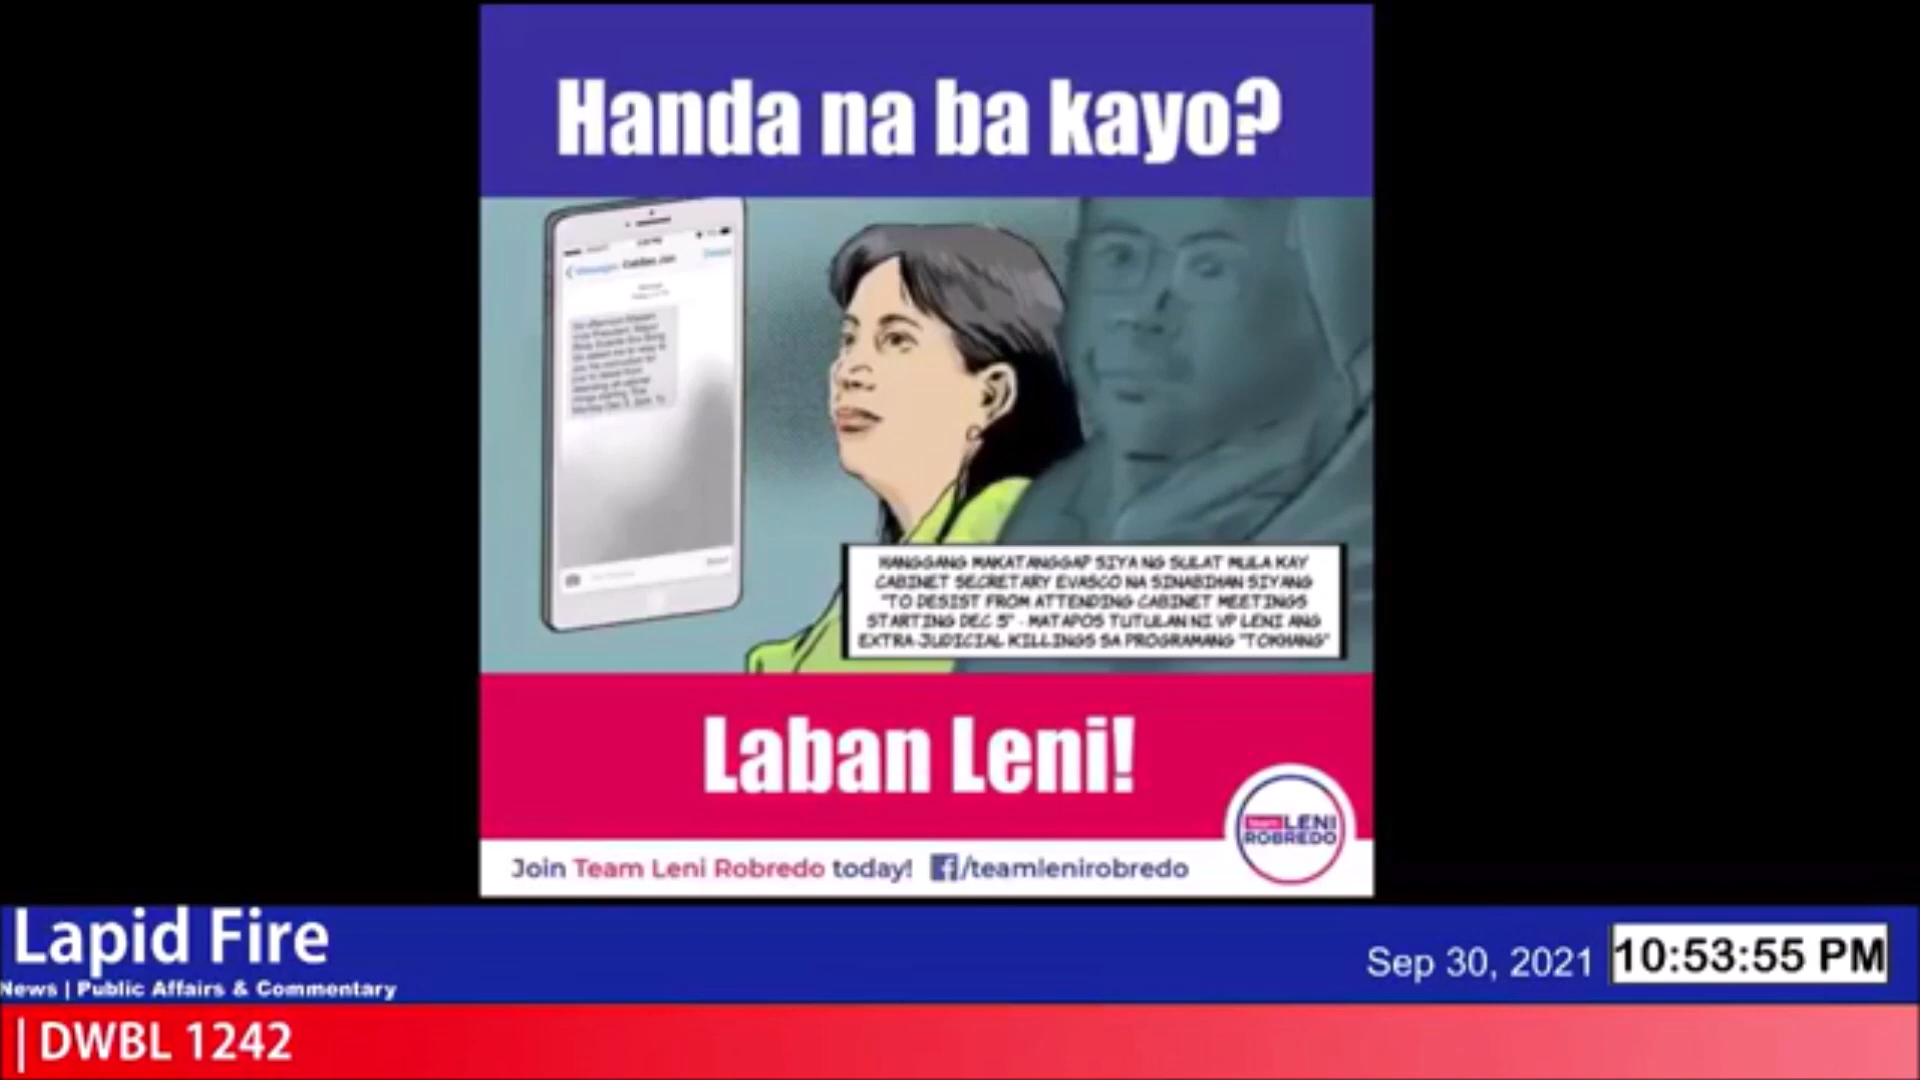 Handa na ba kayo?
HANGGANG MAKATANGGAP SIYA NG SULAT MULA KAY
CABINET SECRETARY EVASCO NA SINABIHAN SIYANG
"TO DESIST FROM ATTENDING CABINET MEETINGS
STARTING DEC 5" - MATAPOS TUTULAN NI VP LENI ANG
EXTRA-JUDICIAL KILLINGS SA PROGRAMANG "TOKHANG"
Laban Leni!
team LENI
ROBREDO
Join Team Leni Robredo today! f/teamlenirobredo
Lapid Fire
News | Public Affairs & Commentary
Sep 30, 2021 10:53:55 PM
| DWBL 1242